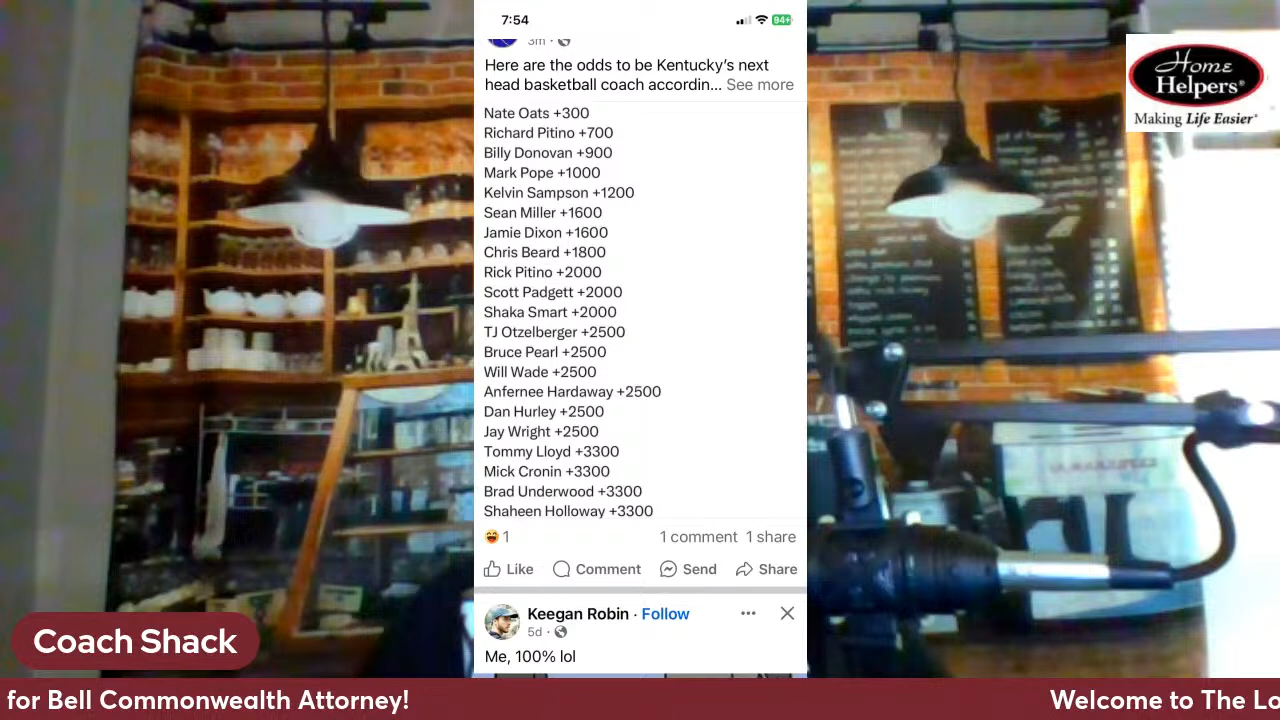 7:54
94+
3m ·
Here are the odds to be Kentucky’s next
head basketball coach accordin... See more
Nate Oats +300
Richard Pitino +700
Billy Donovan +900
Mark Pope +1000
Kelvin Sampson +1200
Sean Miller +1600
Jamie Dixon +1600
Chris Beard +1800
Rick Pitino +2000
Scott Padgett +2000
Shaka Smart +2000
TJ Otzelberger +2500
Bruce Pearl +2500
Will Wade +2500
Anfernee Hardaway +2500
Dan Hurley +2500
Jay Wright +2500
Tommy Lloyd +3300
Mick Cronin +3300
Brad Underwood +3300
Shaheen Holloway +3300
1
1 comment 1 share
Like Comment Send Share
Keegan Robin · Follow
5d ·
Me, 100% lol
Home
Helpers®
Making Life Easier®
Coach Shack
for Bell Commonwealth Attorney! Welcome to The Lo